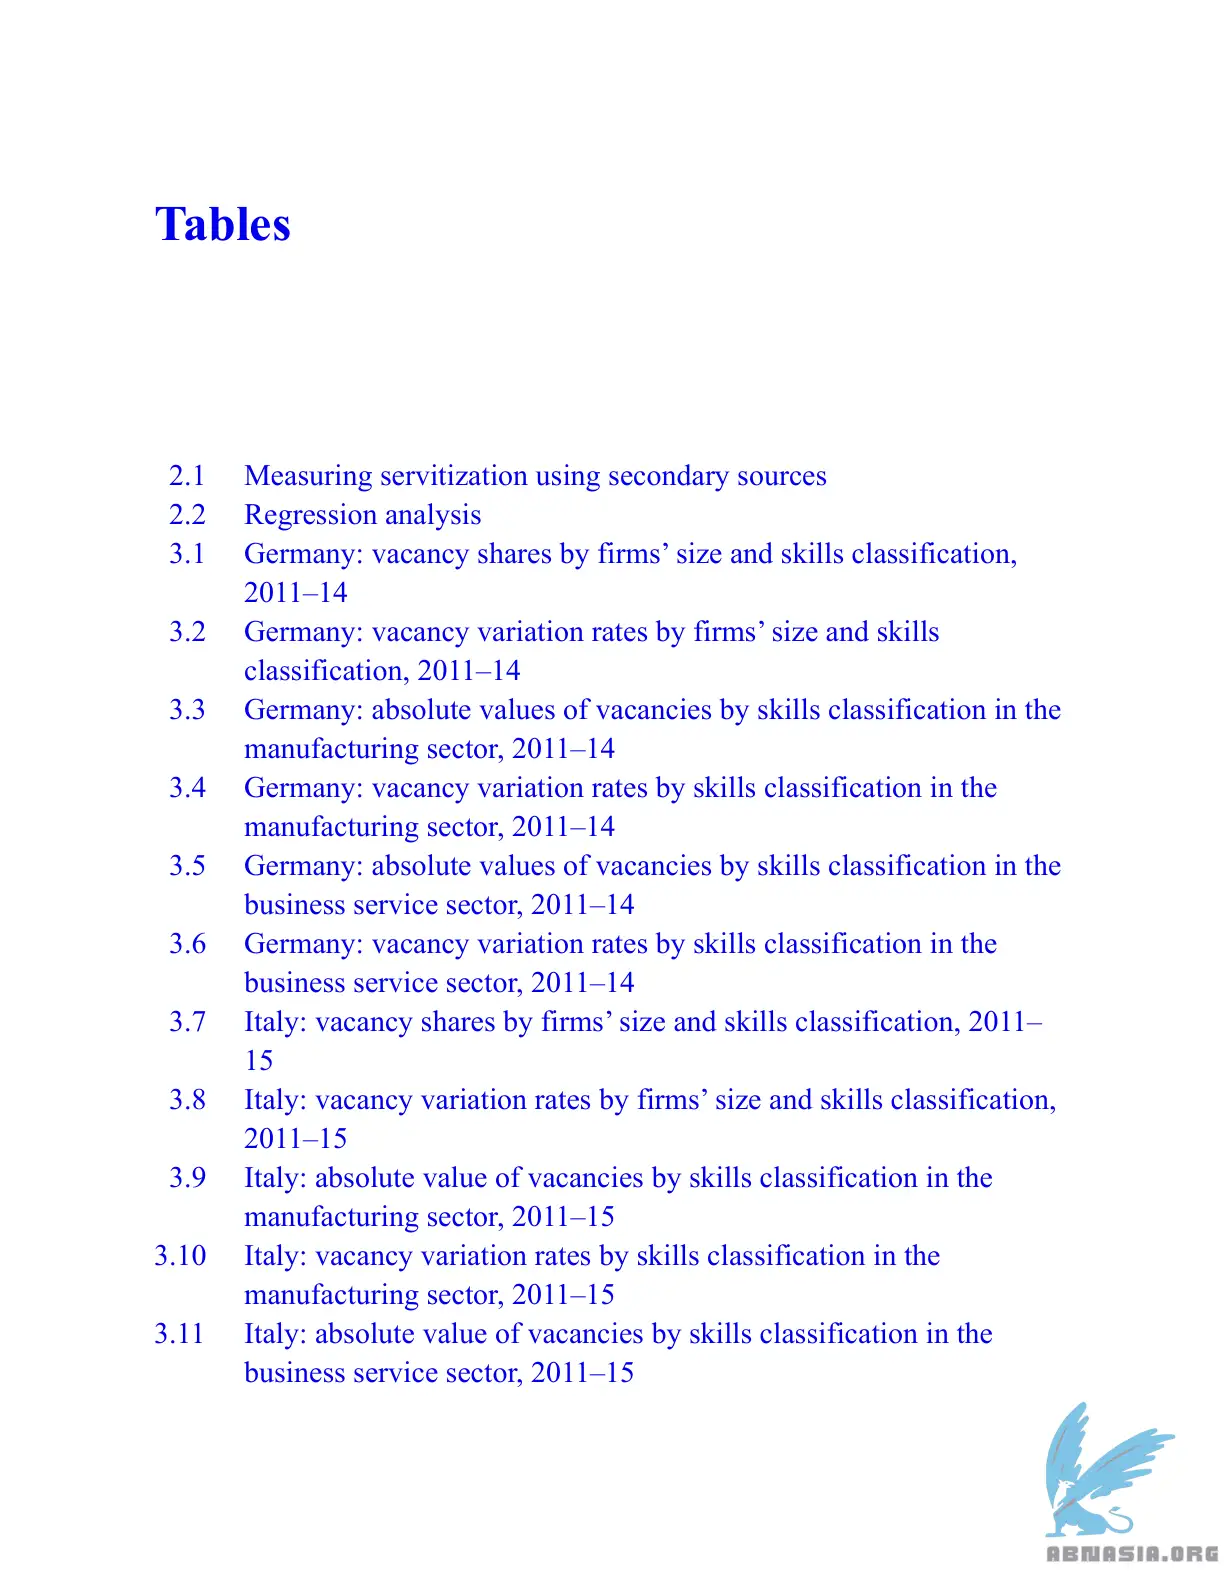 Tables
2.1 Measuring servitization using secondary sources
2.2 Regression analysis
3.1 Germany: vacancy shares by firms’ size and skills classification,
2011–14
3.2 Germany: vacancy variation rates by firms’ size and skills
classification, 2011–14
3.3 Germany: absolute values of vacancies by skills classification in the
manufacturing sector, 2011–14
3.4 Germany: vacancy variation rates by skills classification in the
manufacturing sector, 2011–14
3.5 Germany: absolute values of vacancies by skills classification in the
business service sector, 2011–14
3.6 Germany: vacancy variation rates by skills classification in the
business service sector, 2011–14
3.7 Italy: vacancy shares by firms’ size and skills classification, 2011–
15
3.8 Italy: vacancy variation rates by firms’ size and skills classification,
2011–15
3.9 Italy: absolute value of vacancies by skills classification in the
manufacturing sector, 2011–15
3.10 Italy: vacancy variation rates by skills classification in the
manufacturing sector, 2011–15
3.11 Italy: absolute value of vacancies by skills classification in the
business service sector, 2011–15
ABNASIA.ORG